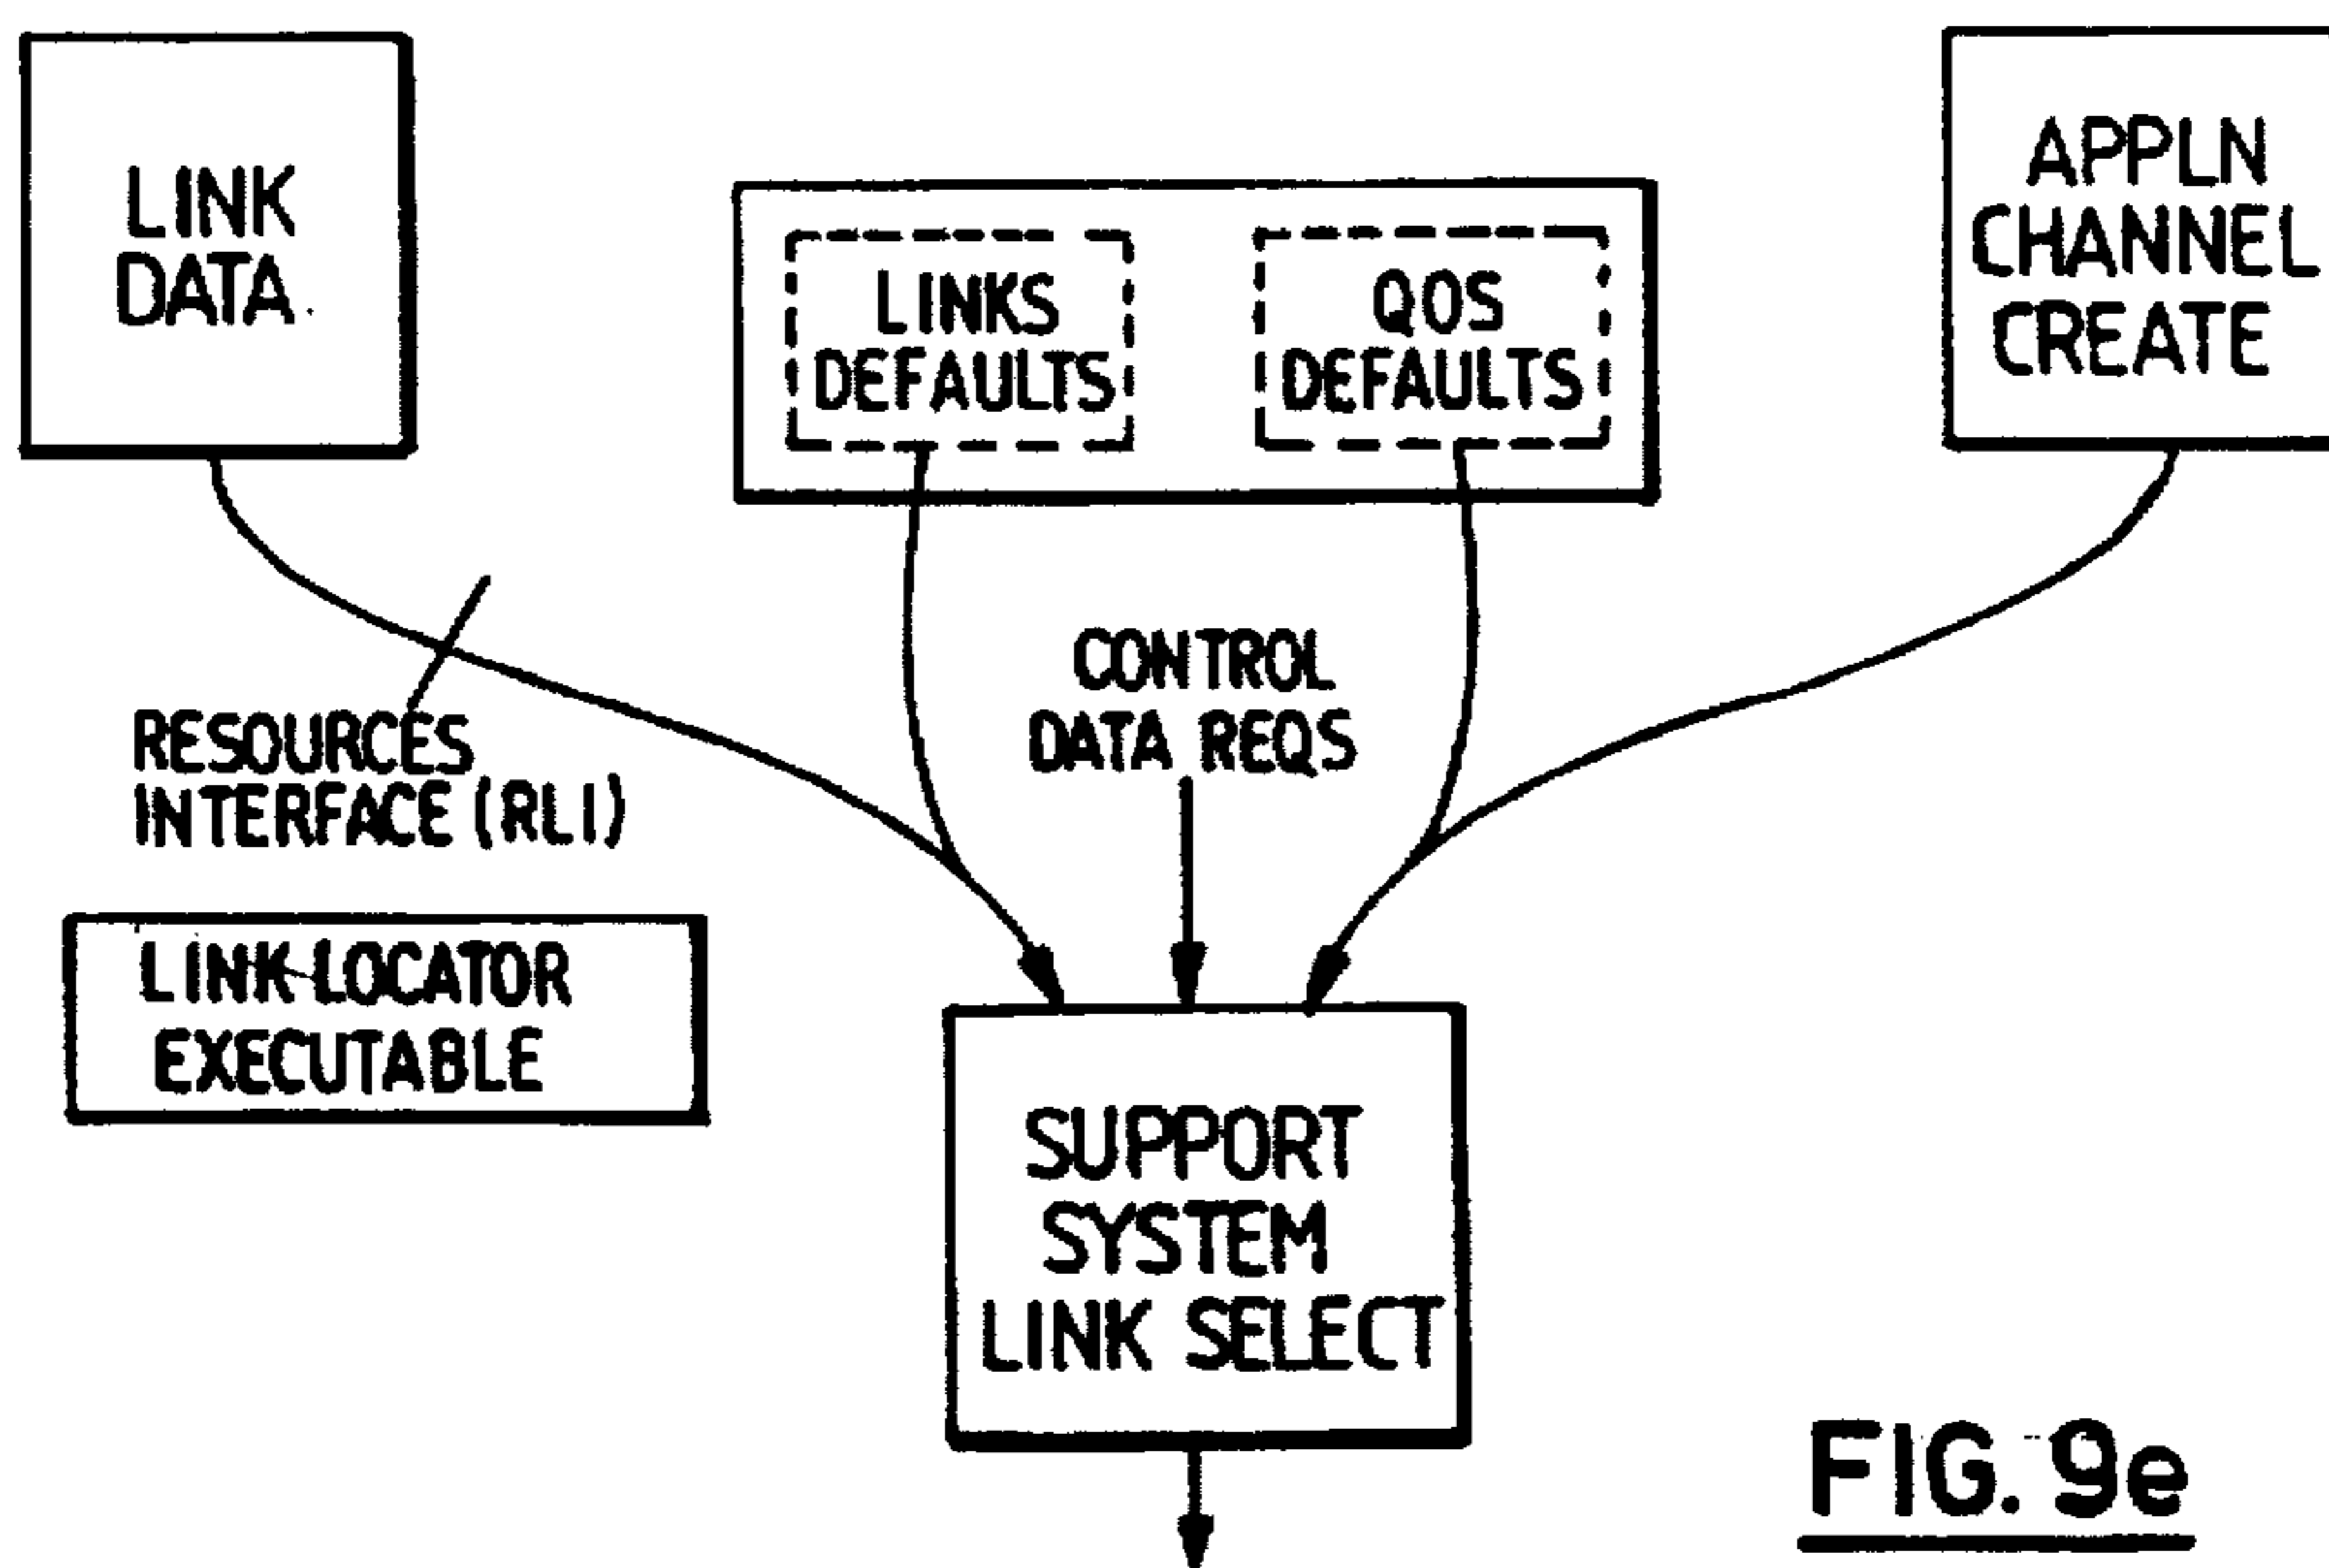 LINK
DATA.
LINKS
DEFAULTS
QOS
DEFAULTS
APPLN
CHANNEL
CREATE
CONTROL
DATA REQS
RESOURCES
INTERFACE (RLI)
LINK LOCATOR
EXECUTABLE
SUPPORT
SYSTEM
LINK SELECT
FIG. 9e